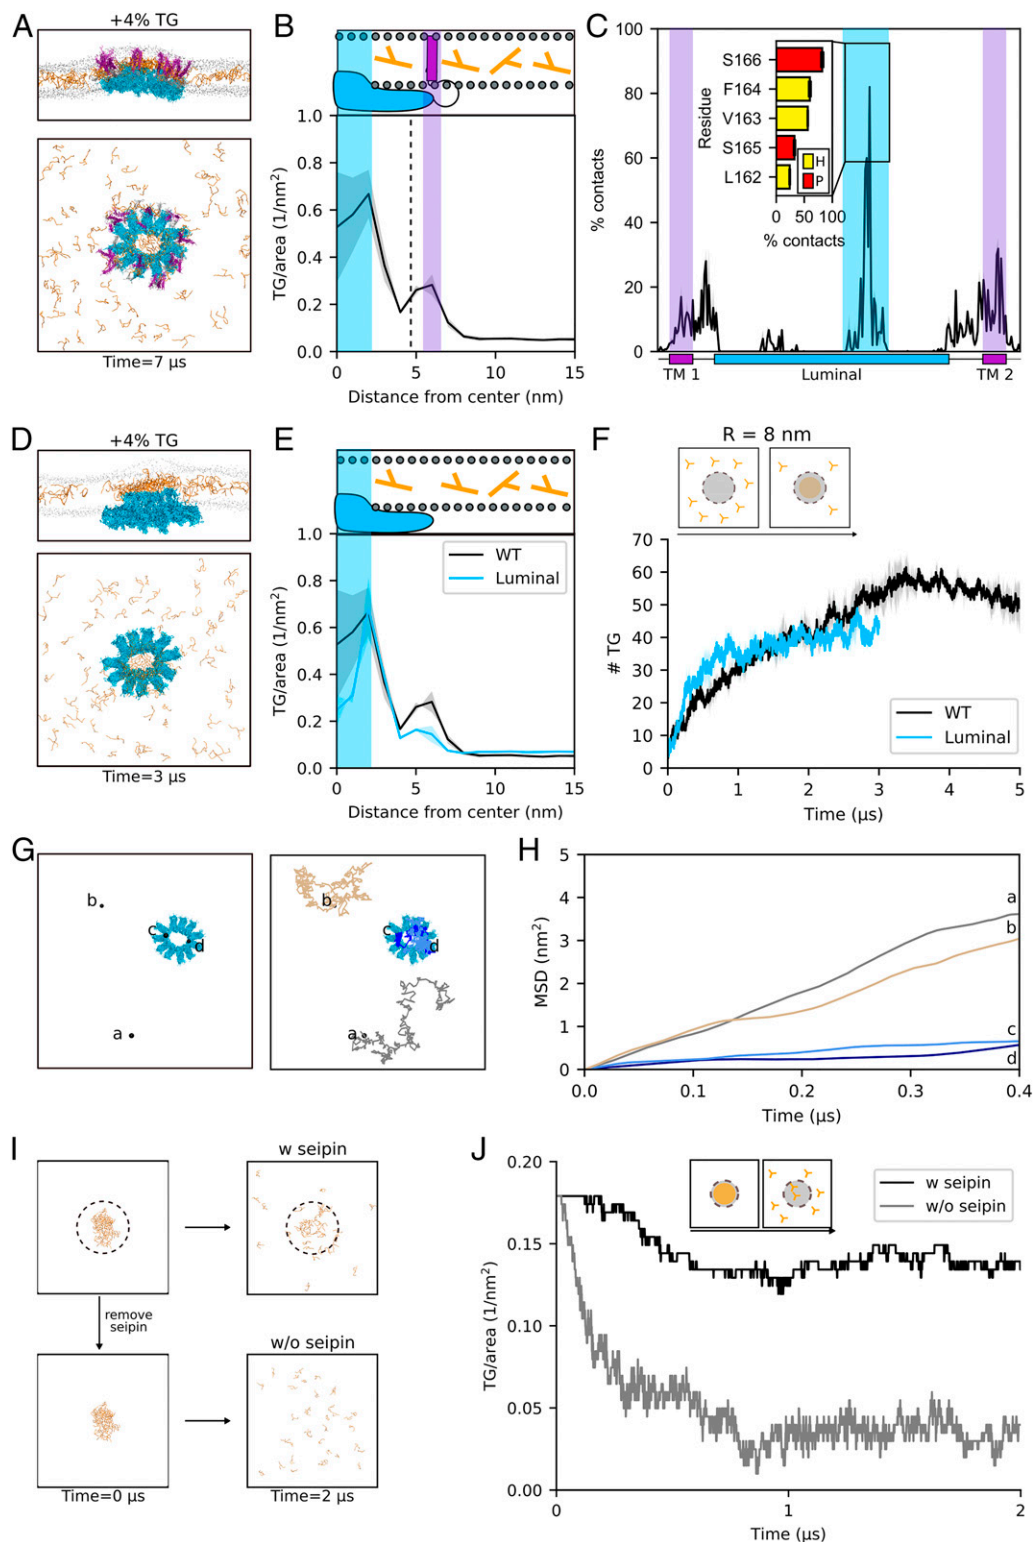 A
+4% TG
Time=7 µs
B
TG/area (1/nm²)
1.0
0.8
0.6
0.4
0.2
0.0
0 5 10 15
Distance from center (nm)
C
% contacts
100
80
60
40
20
0
Residue
S166
F164
V163
S165
L162
H
P
0 50 100
% contacts
TM 1
Luminal
TM 2
D
+4% TG
Time=3 µs
E
WT
Luminal
TG/area (1/nm²)
1.0
0.8
0.6
0.4
0.2
0.0
0 5 10 15
Distance from center (nm)
F
R = 8 nm
# TG
70
60
50
40
30
20
10
0
WT
Luminal
0 1 2 3 4 5
Time (µs)
G
b
c
d
a
b
c
d
a
H
MSD (nm²)
5
4
3
2
1
0
a
b
c
d
0.0 0.1 0.2 0.3 0.4
Time (µs)
I
w seipin
remove
seipin
w/o seipin
Time=0 µs
Time=2 µs
J
TG/area (1/nm²)
0.20
0.15
0.10
0.05
0.00
w seipin
w/o seipin
0 1 2
Time (µs)